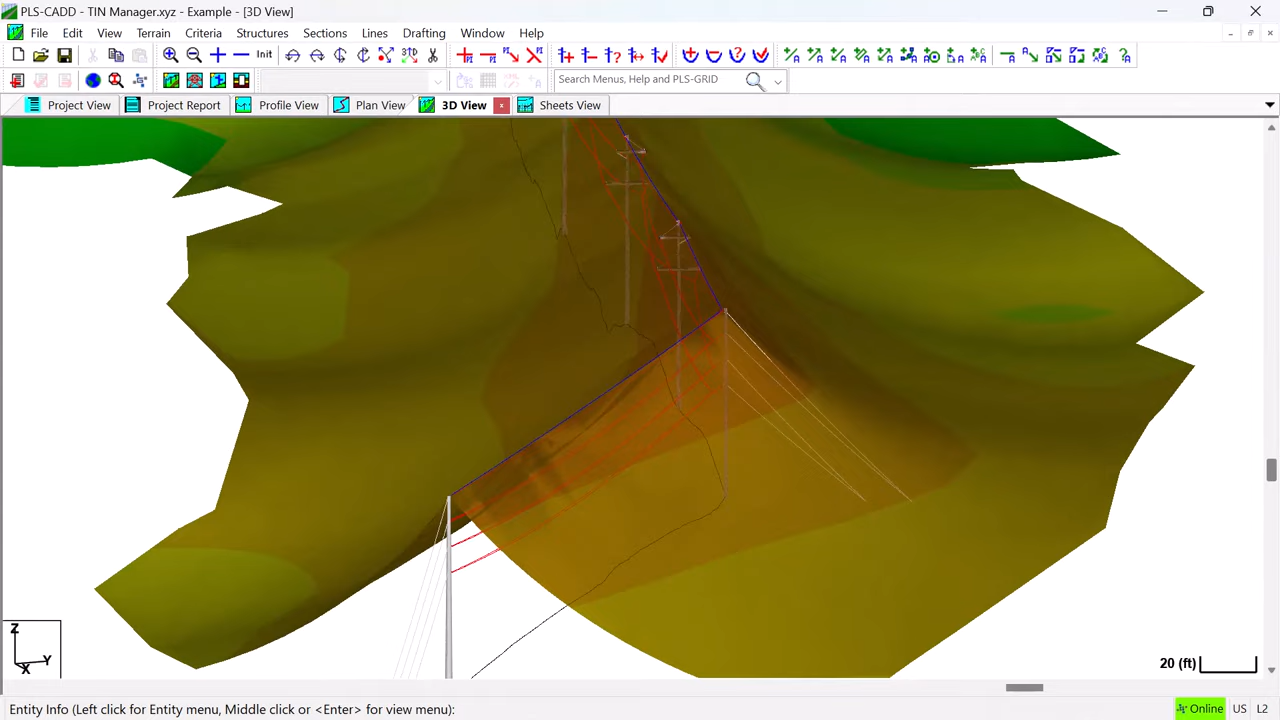 PLS-CADD - TIN Manager.xyz - Example - [3D View]
File Edit View Terrain Criteria Structures Sections Lines Drafting Window Help
Init
Search Menus, Help and PLS-GRID
Project View Project Report Profile View Plan View 3D View Sheets View
Z
Y
X
20 (ft)
Entity Info (Left click for Entity menu, Middle click or <Enter> for view menu):
Online US L2